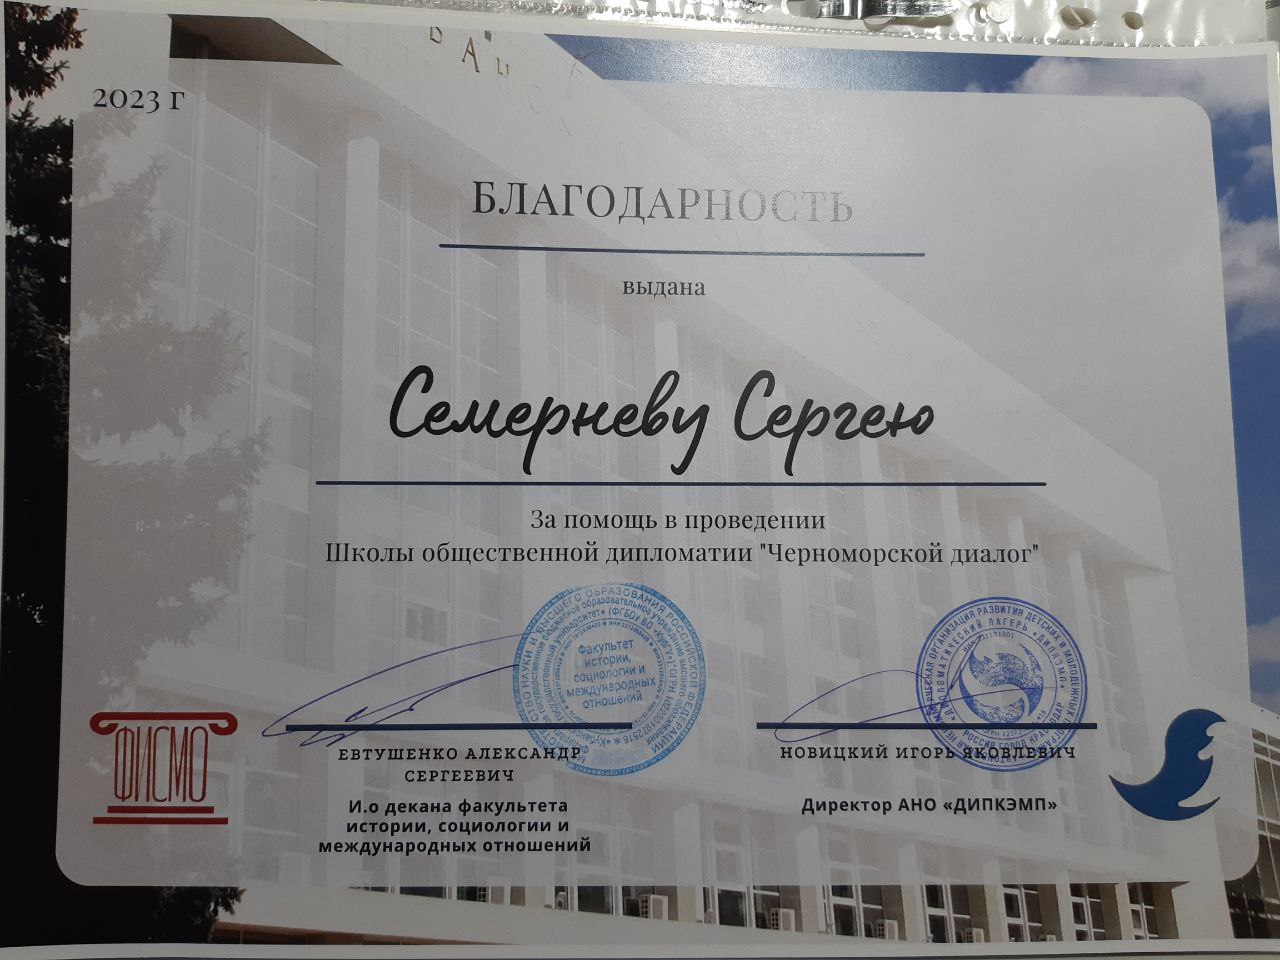 2023 г
БЛАГОДАРНОСТЬ
выдана
Семерневу Сергею
За помощь в проведении
Школы общественной дипломатии "Черноморской диалог"
Факультет
истории,
социологии и
международных
отношений
ФИСМО
ЕВТУШЕНКО АЛЕКСАНДР
СЕРГЕЕВИЧ
И.о декана факультета
истории, социологии и
международных отношений
НОВИЦКИЙ ИГОРЬ ЯКОВЛЕВИЧ
Директор АНО «ДИПКЭМП»